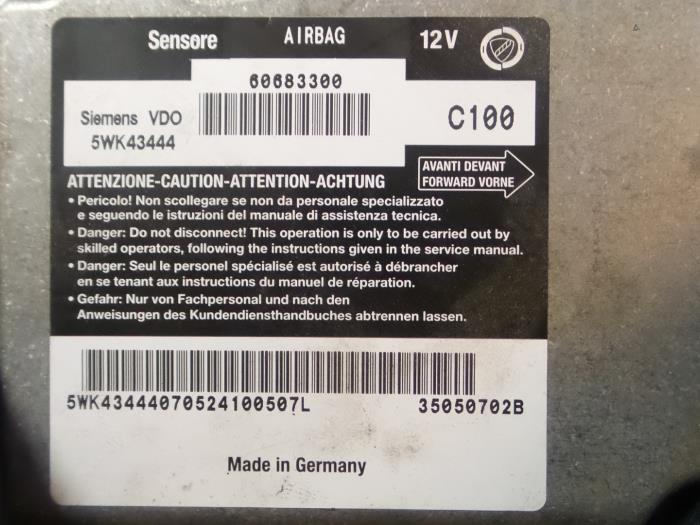 Sensore AIRBAG 12V
60683300
Siemens VDO
5WK43444
C100
AVANTI DEVANT
FORWARD VORNE
ATTENZIONE-CAUTION-ATTENTION-ACHTUNG
• Pericolo! Non scollegare se non da personale specializzato
e seguendo le istruzioni del manuale di assistenza tecnica.
• Danger: Do not disconnect! This operation is only to be carried out by
skilled operators, following the instructions given in the service manual.
• Danger: Seul le personel spécialisé est autorisé à débrancher
en se tenant aux instructions du manuel de réparation.
• Gefahr: Nur von Fachpersonal und nach den
Anweisungen des Kundendiensthandbuches abtrennen lassen.
5WK43444070524100507L 35050702B
Made in Germany